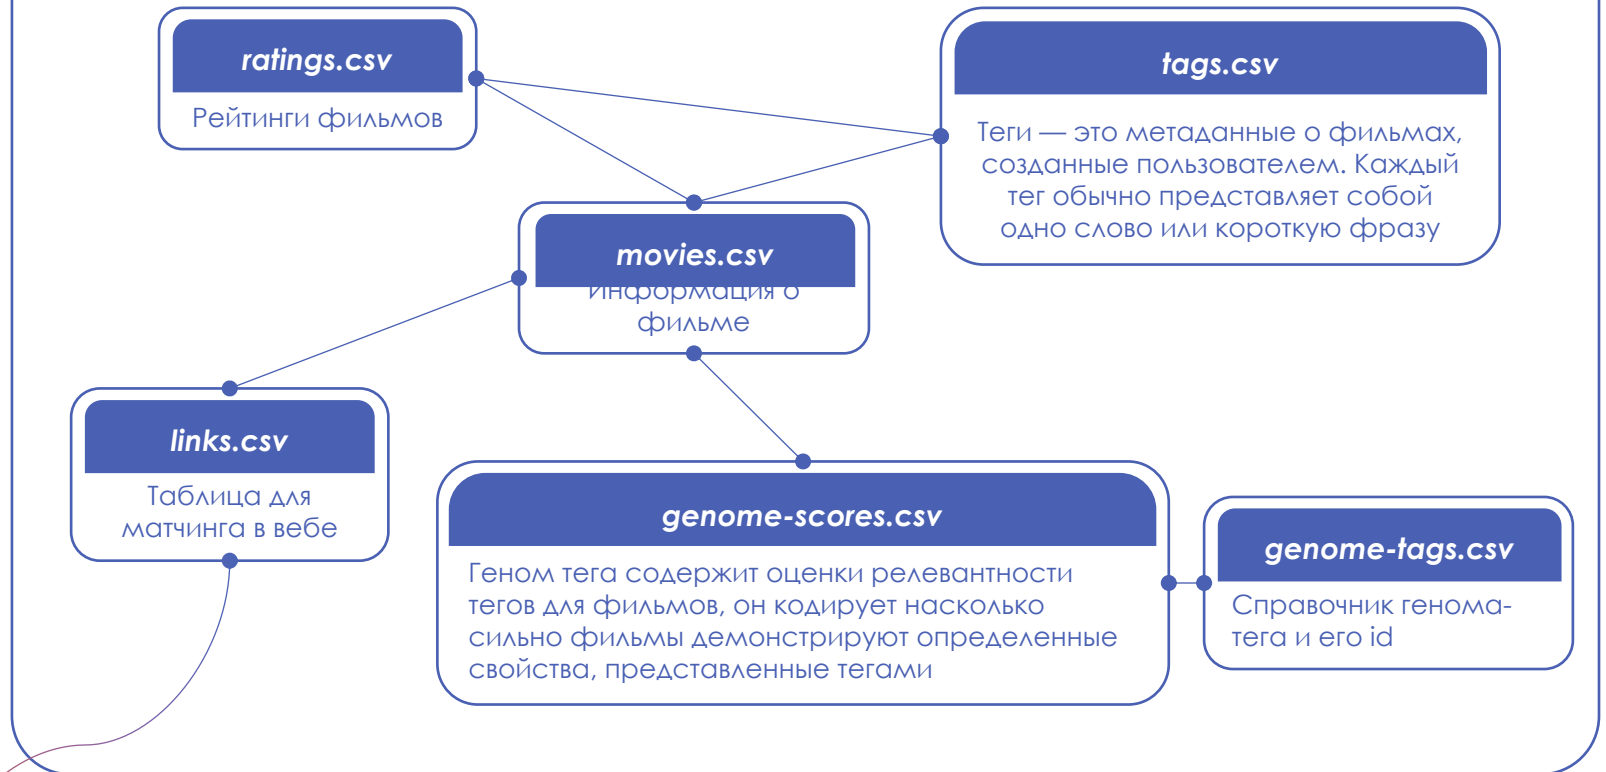 ratings.csv
Рейтинги фильмов
tags.csv
Теги — это метаданные о фильмах,
созданные пользователем. Каждый
тег обычно представляет собой
одно слово или короткую фразу
movies.csv
Информация о
фильме
links.csv
Таблица для
матчинга в вебе
genome-scores.csv
Геном тега содержит оценки релевантности
тегов для фильмов, он кодирует насколько
сильно фильмы демонстрируют определенные
свойства, представленные тегами
genome-tags.csv
Справочник генома-
тега и его id